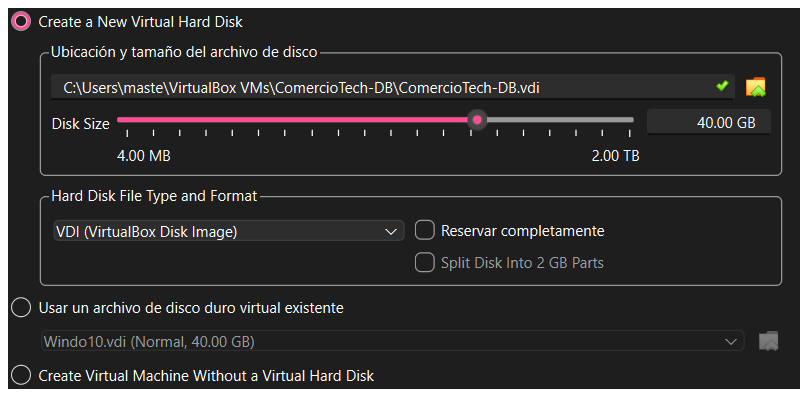 Create a New Virtual Hard Disk
Ubicación y tamaño del archivo de disco
C:\Users\maste\VirtualBox VMs\ComercioTech-DB\ComercioTech-DB.vdi
Disk Size
40.00 GB
4.00 MB
2.00 TB
Hard Disk File Type and Format
VDI (VirtualBox Disk Image)
Reservar completamente
Split Disk Into 2 GB Parts
Usar un archivo de disco duro virtual existente
Windo10.vdi (Normal, 40.00 GB)
Create Virtual Machine Without a Virtual Hard Disk